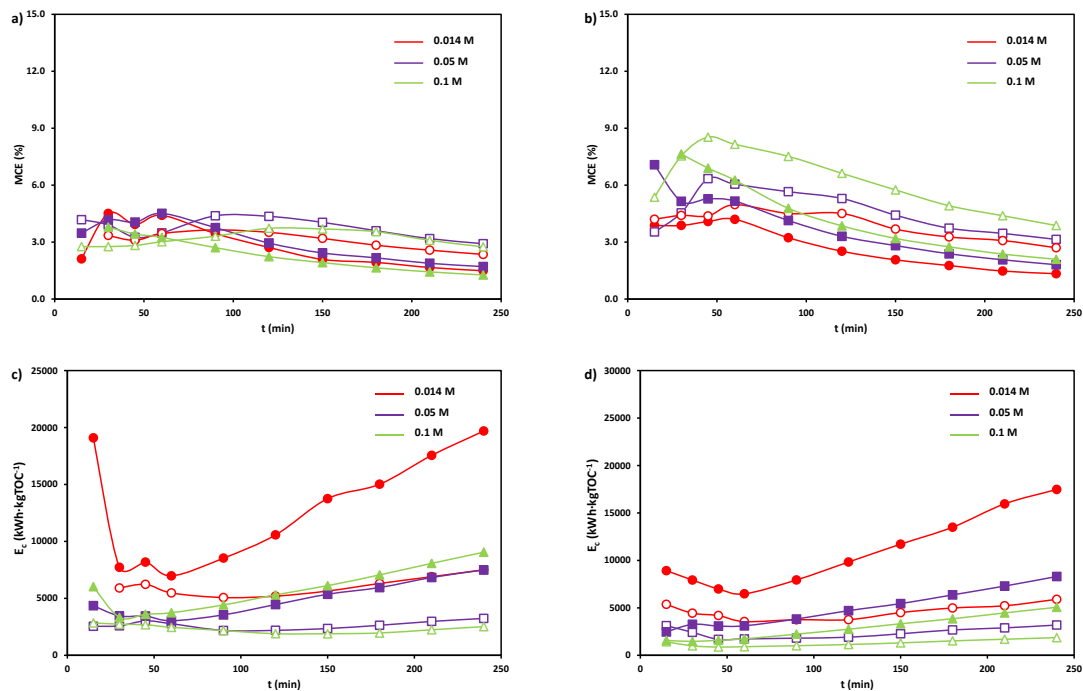 a)
15.0
12.0
9.0
6.0
3.0
0.0
MCE (%)
0 50 100 150 200 250
t (min)
0.014 M
0.05 M
0.1 M
b)
15.0
12.0
9.0
6.0
3.0
0.0
MCE (%)
0 50 100 150 200 250
t (min)
0.014 M
0.05 M
0.1 M
c)
25000
20000
15000
10000
5000
0
E_c (kWh·kgTOC⁻¹)
0 50 100 150 200 250
t (min)
0.014 M
0.05 M
0.1 M
d)
30000
25000
20000
15000
10000
5000
0
E_c (kWh·kgTOC⁻¹)
0 50 100 150 200 250
t (min)
0.014 M
0.05 M
0.1 M